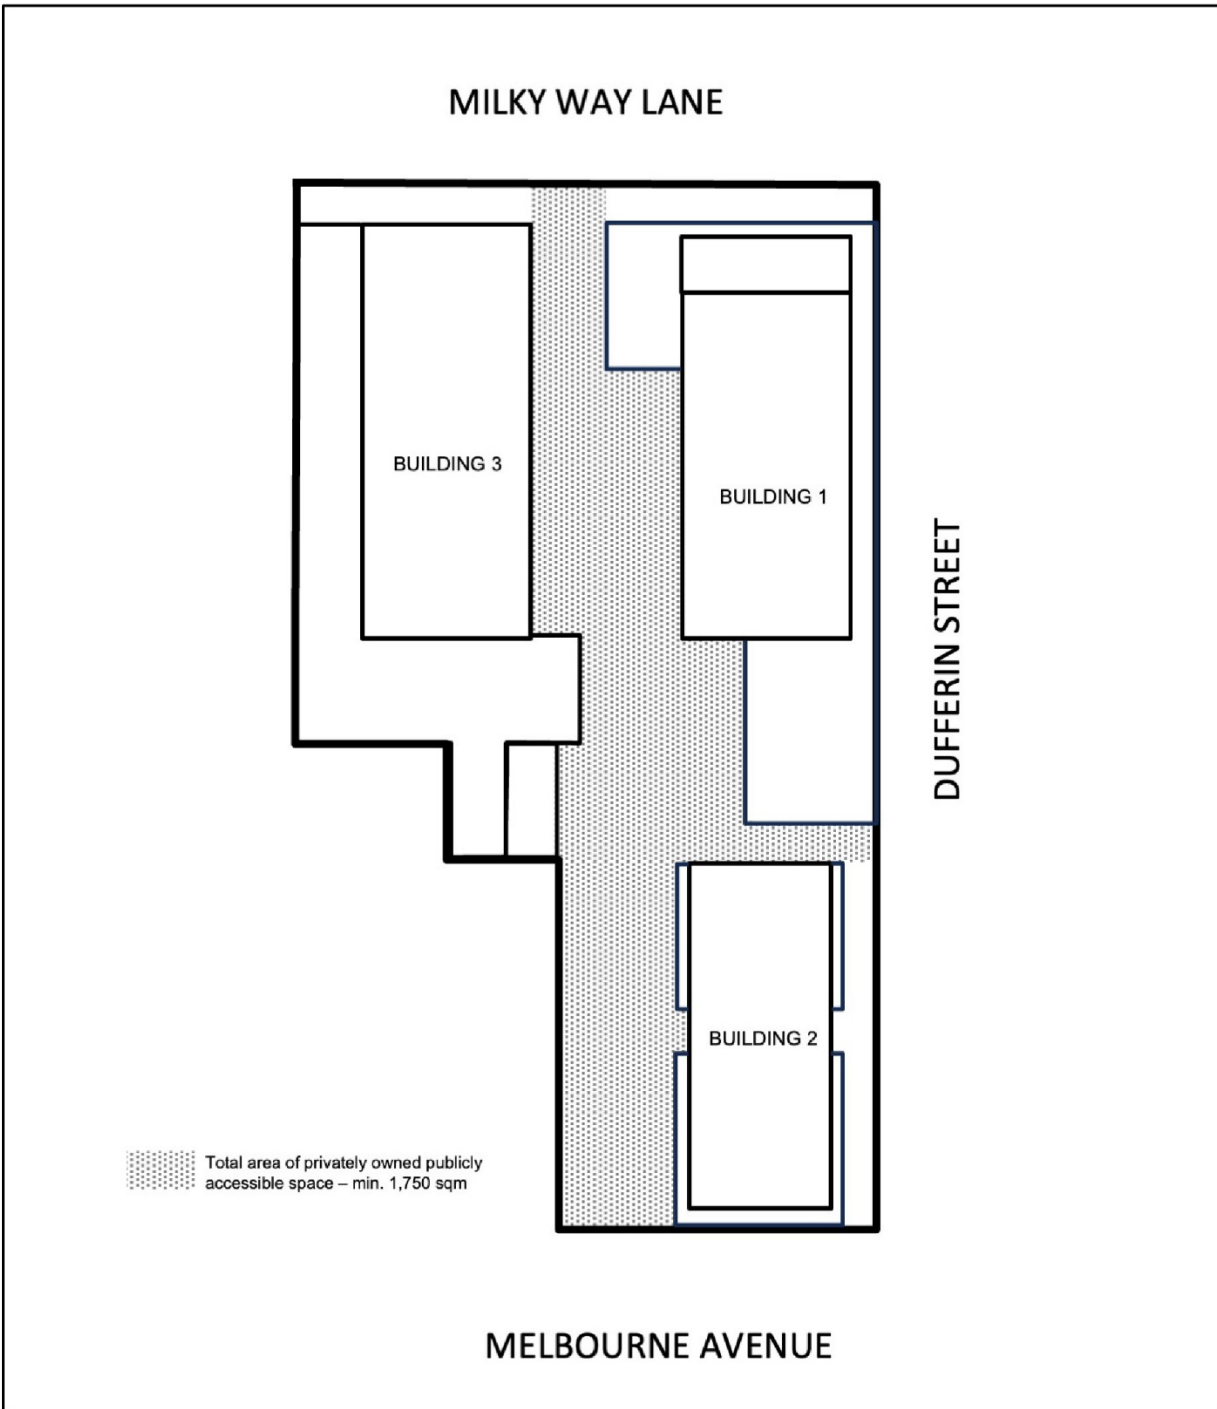 MILKY WAY LANE
BUILDING 3
BUILDING 1
DUFFERIN STREET
BUILDING 2
Total area of privately owned publicly
accessible space – min. 1,750 sqm
MELBOURNE AVENUE